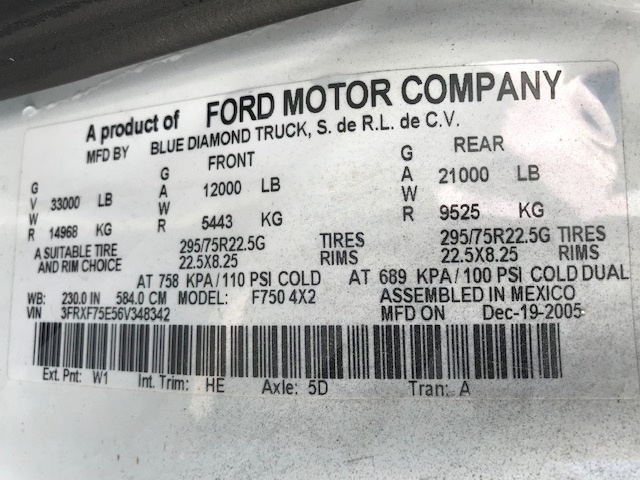 A product of FORD MOTOR COMPANY
MFD BY BLUE DIAMOND TRUCK, S. de R.L. de C.V.
G FRONT G REAR
G A A
V 33000 LB 12000 LB 21000 LB
W W W
W
R 14968 KG R 5443 KG R 9525 KG
A SUITABLE TIRE 295/75R22.5G TIRES 295/75R22.5G
AND RIM CHOICE 22.5X8.25 RIMS 22.5X8.25
AT 758 KPA/110 PSI COLD AT 689 KPA/100 PSI COLD DUAL
WB: 230.0 IN 584.0 CM MODEL: F750 4X2 ASSEMBLED IN MEXICO
VIN 3FRXF75E56V348342 MFD ON Dec-19-2005
Ext. Pnt: W1 Int. Trim: HE Axle: 5D Tran: A